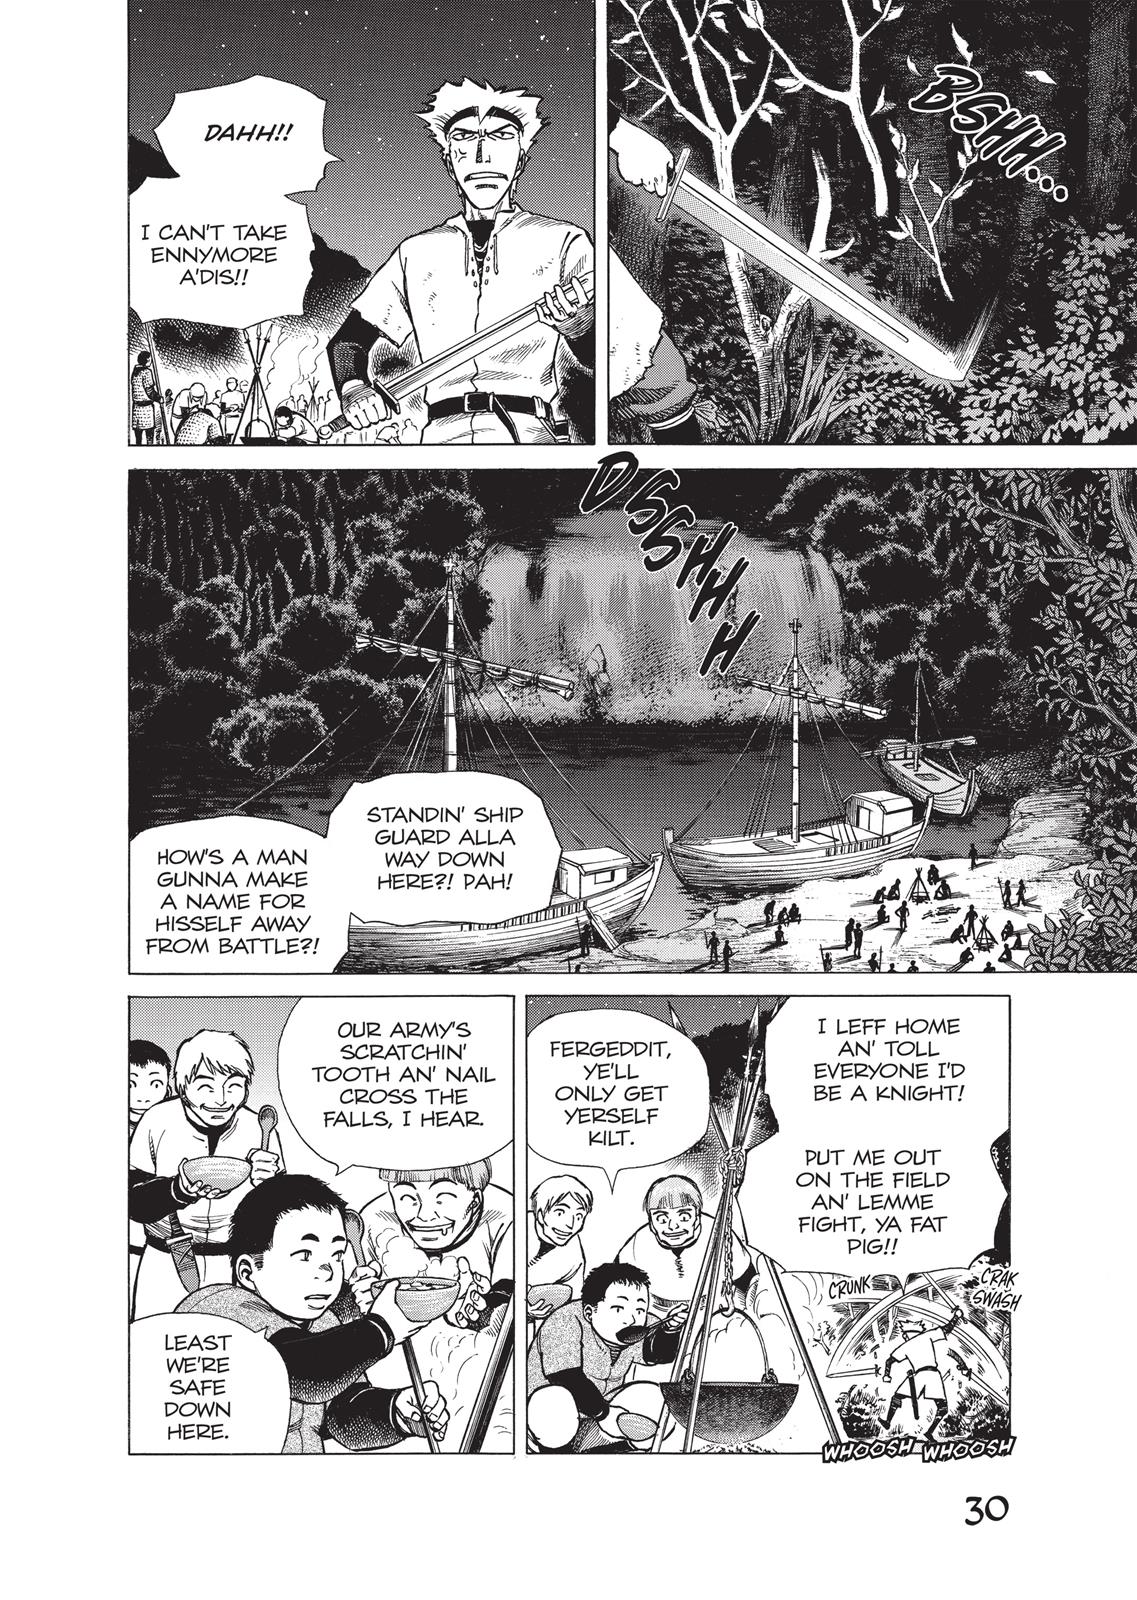 BSHH...
DAHH!!
I CAN'T TAKE
ENNYMORE
A'DIS!!
DSSSHHH
STANDIN' SHIP
GUARD ALLA
WAY DOWN
HERE?! PAH!
HOW'S A MAN
GUNNA MAKE
A NAME FOR
HISSELF AWAY
FROM BATTLE?!
I LEFF HOME
AN' TOLL
EVERYONE I'D
BE A KNIGHT!
PUT ME OUT
ON THE FIELD
AN' LEMME
FIGHT, YA FAT
PIG!!
CRAK
SWASH
CRUNK
WHOOSH WHOOSH
FERGEDDIT,
YE'LL
ONLY GET
YERSELF
KILT.
OUR ARMY'S
SCRATCHIN'
TOOTH AN' NAIL
CROSS THE
FALLS, I HEAR.
LEAST
WE'RE
SAFE
DOWN
HERE.
30